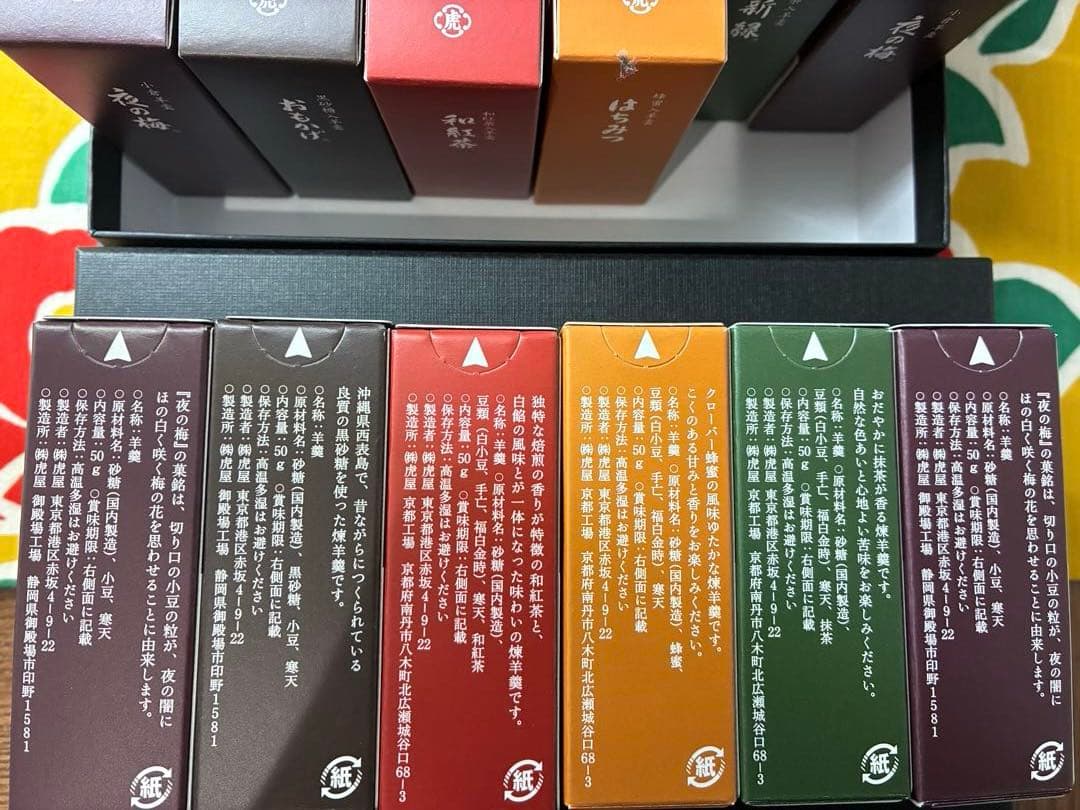 虎
虎
虎
小倉羊羹
夜の梅
おもかげ
和紅茶
はちみつ
新緑
小倉羊羹
夜の梅
『夜の梅』の菓銘は、切り口の小豆の粒が、夜の闇に
ほの白く咲く梅の花を思わせることに由来します。
○名称:羊羹
○原材料名:砂糖(国内製造)、小豆、寒天
○内容量:50g ○賞味期限:右側面に記載
○保存方法:高温多湿はお避けください
○製造者:㈱虎屋 東京都港区赤坂4-9-22
○製造所:㈱虎屋 御殿場工場 静岡県御殿場市印野1581
紙
沖縄県西表島で、昔ながらにつくられている
良質の黒砂糖を使った煉羊羹です。
○名称:羊羹
○原材料名:砂糖(国内製造)、黒砂糖、小豆、寒天
○内容量:50g ○賞味期限:右側面に記載
○保存方法:高温多湿はお避けください
○製造者:㈱虎屋 東京都港区赤坂4-9-22
○製造所:㈱虎屋 御殿場工場 静岡県御殿場市印野1581
紙
独特な焙煎の香りが特徴の和紅茶と、
白餡の風味とが一体になった味わいの煉羊羹です。
○名称:羊羹 ○原材料名:砂糖(国内製造)、
豆類(白小豆、手亡、福白金時)、寒天、和紅茶
○内容量:50g ○賞味期限:右側面に記載
○保存方法:高温多湿はお避けください
○製造者:㈱虎屋 東京都港区赤坂4-9-22
○製造所:㈱虎屋 京都工場 京都府南丹市八木町北広瀬城谷口68-3
紙
クローバー蜂蜜の風味ゆたかな煉羊羹です。
こくのある甘みと香りをお楽しみください。
○名称:羊羹 ○原材料名:砂糖(国内製造)、蜂蜜、
豆類(白小豆、手亡、福白金時)、寒天
○内容量:50g ○賞味期限:右側面に記載
○保存方法:高温多湿はお避けください
○製造者:㈱虎屋 東京都港区赤坂4-9-22
○製造所:㈱虎屋 京都工場 京都府南丹市八木町北広瀬城谷口68-3
紙
おだやかに抹茶が香る煉羊羹です。
自然な色あいと心地よい苦味をお楽しみください。
○名称:羊羹 ○原材料名:砂糖(国内製造)、
豆類(白小豆、手亡、福白金時)、寒天、抹茶
○内容量:50g ○賞味期限:右側面に記載
○保存方法:高温多湿はお避けください
○製造者:㈱虎屋 東京都港区赤坂4-9-22
○製造所:㈱虎屋 京都工場 京都府南丹市八木町北広瀬城谷口68-3
紙
『夜の梅』の菓銘は、切り口の小豆の粒が、夜の闇に
ほの白く咲く梅の花を思わせることに由来します。
○名称:羊羹
○原材料名:砂糖(国内製造)、小豆、寒天
○内容量:50g ○賞味期限:右側面に記載
○保存方法:高温多湿はお避けください
○製造者:㈱虎屋 東京都港区赤坂4-9-22
○製造所:㈱虎屋 御殿場工場 静岡県御殿場市印野1581
紙